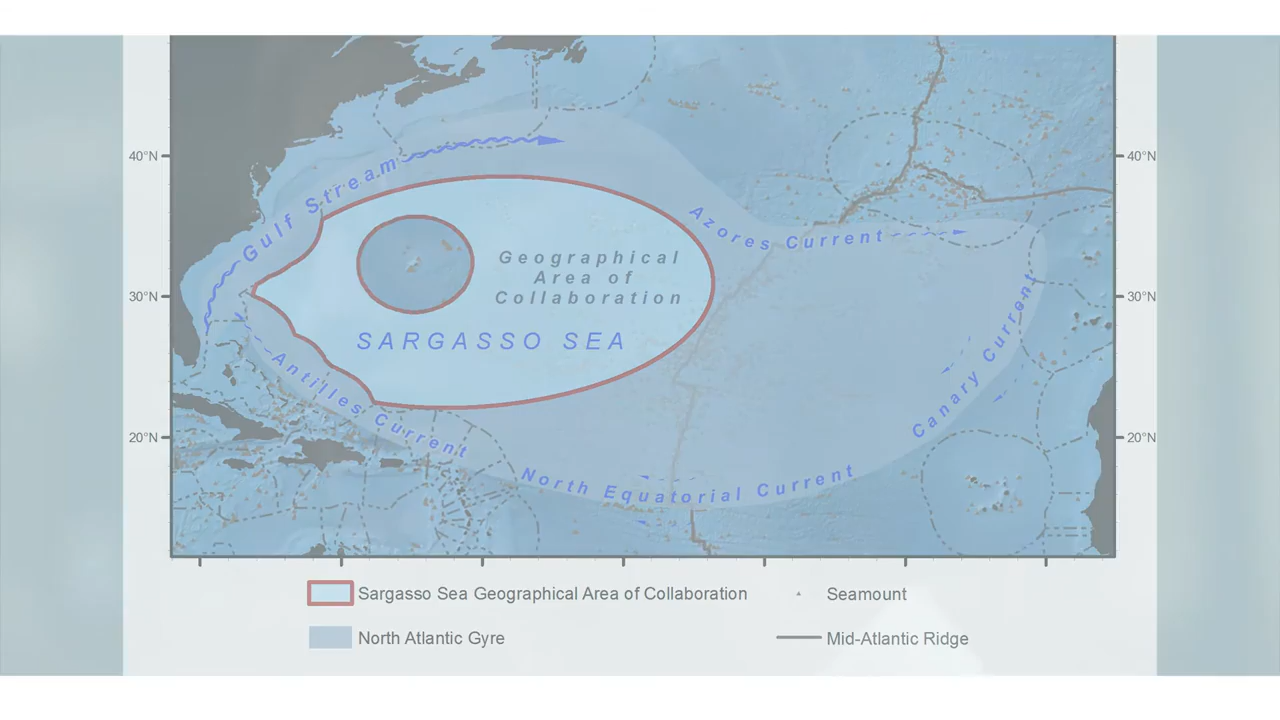 40°N
40°N
Gulf Stream
Azores Current
Geographical
Area of
Collaboration
30°N
30°N
SARGASSO SEA
Antilles Current
Canary Current
20°N
20°N
North Equatorial Current
Sargasso Sea Geographical Area of Collaboration
Seamount
North Atlantic Gyre
Mid-Atlantic Ridge